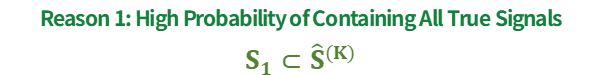 Reason 1: High Probability of Containing All True Signals
S₁ ⊂ Ŝ⁽ᴷ⁾